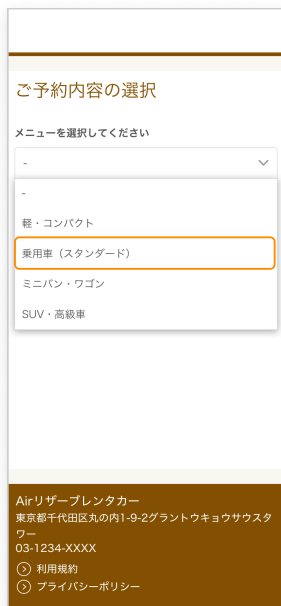 ご予約内容の選択
メニューを選択してください
-
-
軽・コンパクト
乗用車（スタンダード）
ミニバン・ワゴン
SUV・高級車
Airリザーブレンタカー
東京都千代田区丸の内1-9-2グラントウキョウサウスタ
ワー
03-1234-XXXX
利用規約
プライバシーポリシー